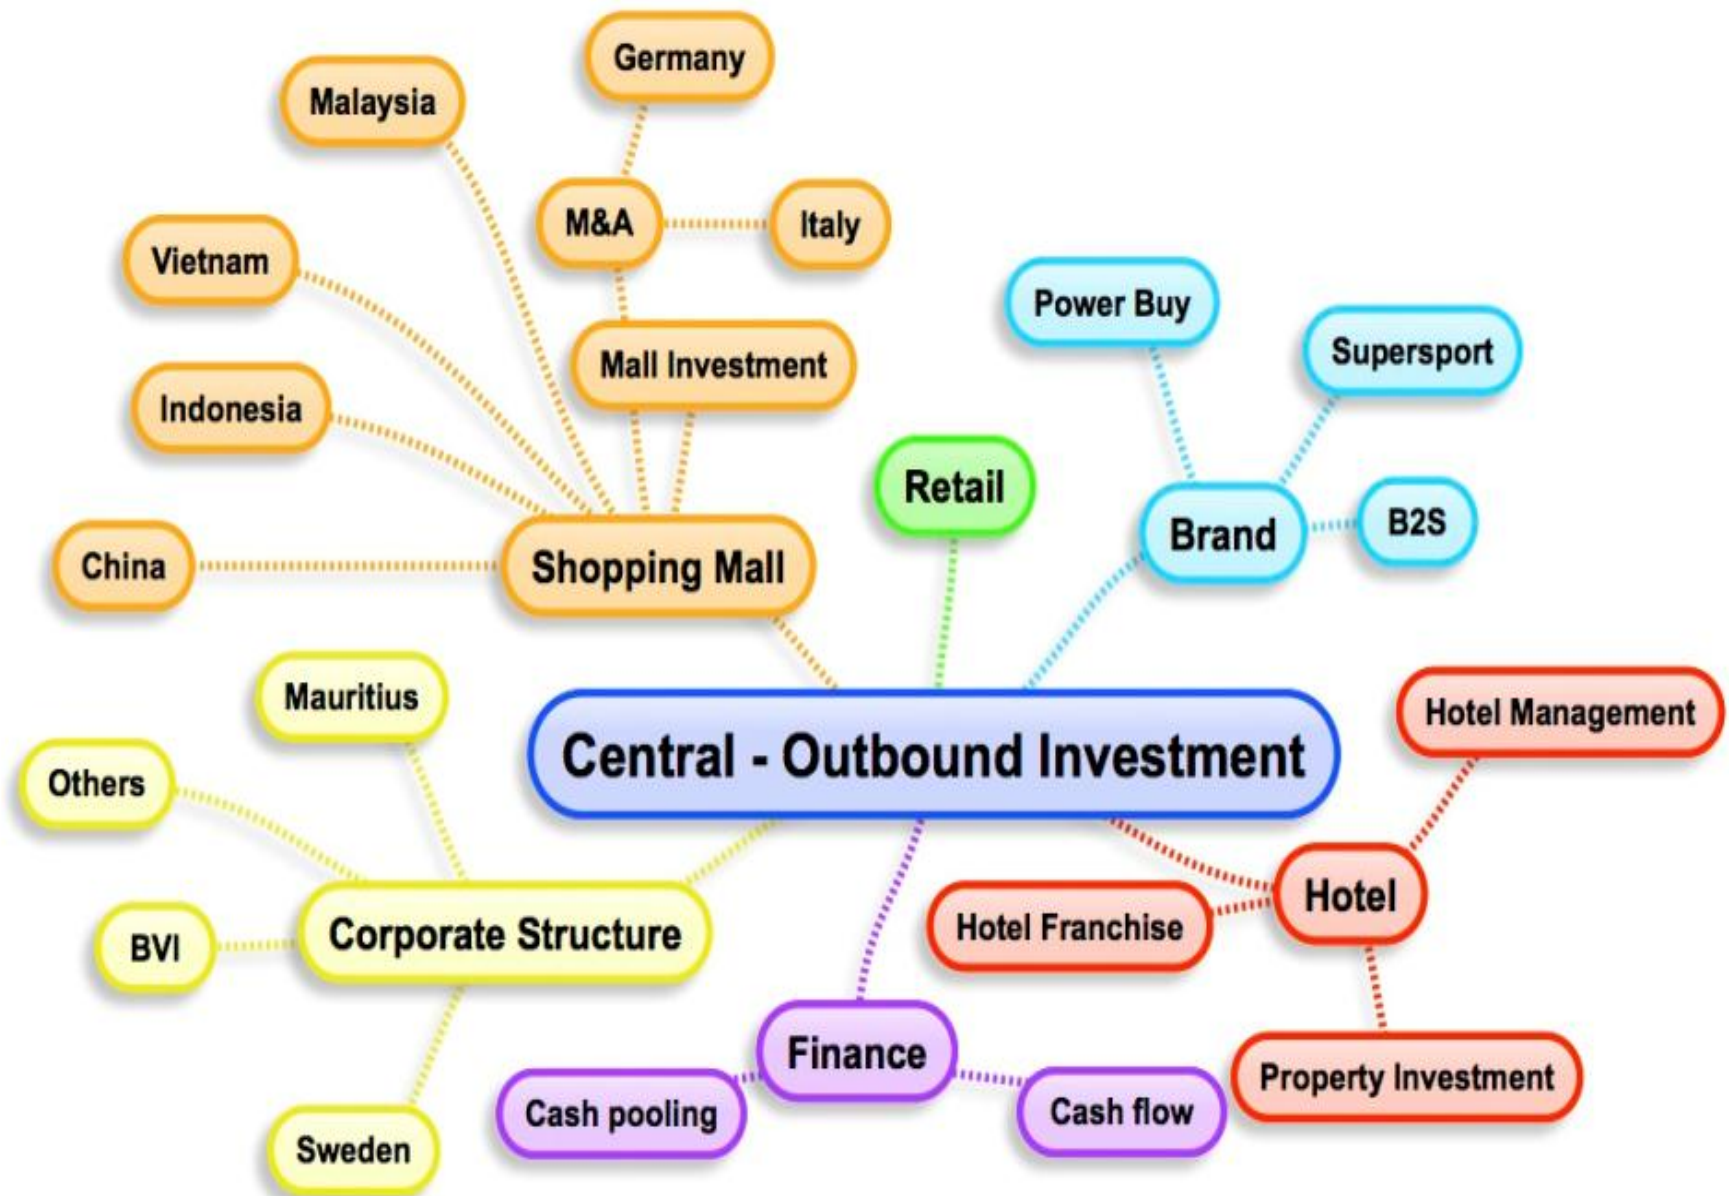 Germany
Malaysia
M&A
Italy
Vietnam
Power Buy
Supersport
Mall Investment
Indonesia
Retail
B2S
Brand
China
Shopping Mall
Mauritius
Hotel Management
Central - Outbound Investment
Others
Hotel
Hotel Franchise
Corporate Structure
BVI
Finance
Property Investment
Cash pooling
Cash flow
Sweden